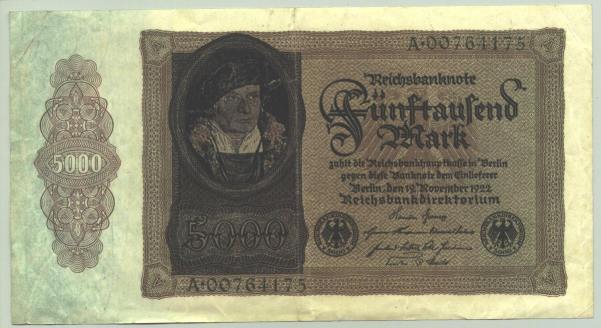 A·00764175
Reichsbanknote
Fünftausend
Mark
zahlt die Reichsbankhauptkasse in Berlin
gegen diese Banknote dem Einlieferer
Berlin, den 19. November 1922
Reichsbankdirektorium
5000
5000
A·00764175